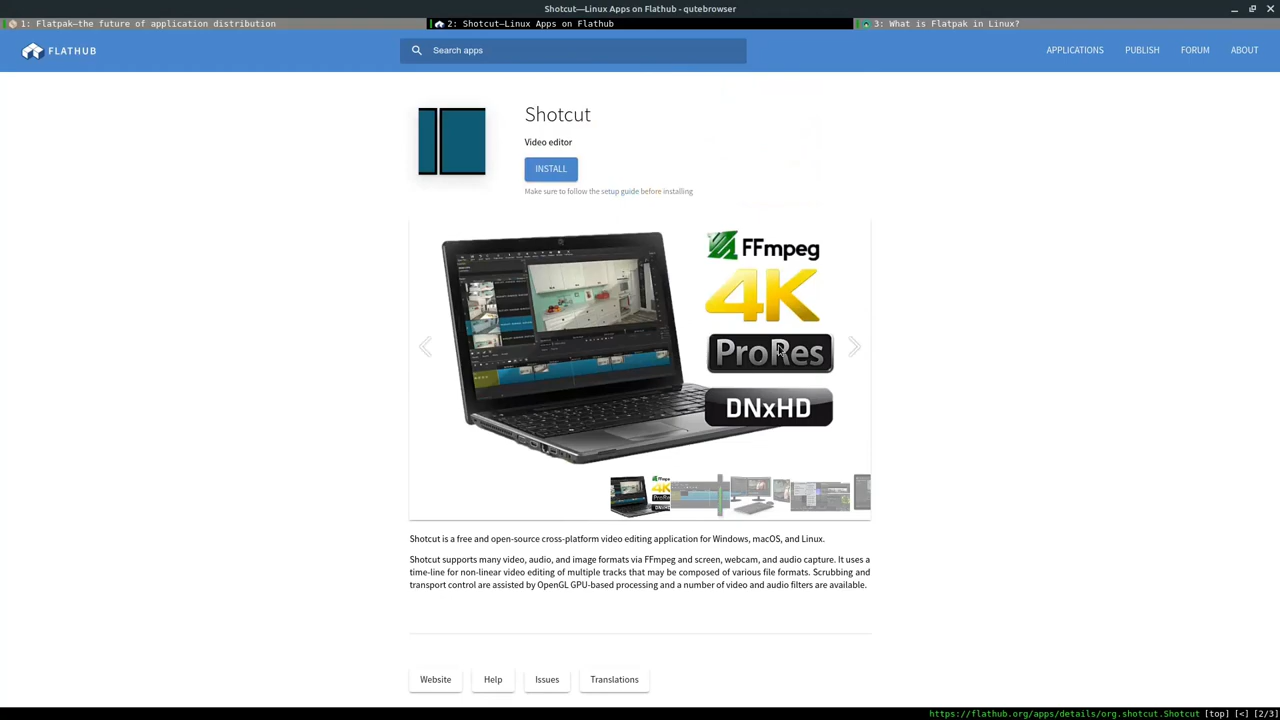 Shotcut—Linux Apps on Flathub - qutebrowser
1: Flatpak—the future of application distribution
2: Shotcut—Linux Apps on Flathub
3: What is Flatpak in Linux?
FLATHUB
Search apps
APPLICATIONS
PUBLISH
FORUM
ABOUT
Shotcut
Video editor
INSTALL
Make sure to follow the setup guide before installing
FFmpeg
4K
ProRes
DNxHD
Shotcut is a free and open-source cross-platform video editing application for Windows, macOS, and Linux.
Shotcut supports many video, audio, and image formats via FFmpeg and screen, webcam, and audio capture. It uses a
time-line for non-linear video editing of multiple tracks that may be composed of various file formats. Scrubbing and
transport control are assisted by OpenGL GPU-based processing and a number of video and audio filters are available.
Website
Help
Issues
Translations
https://flathub.org/apps/details/org.shotcut.Shotcut [top] [<] [2/3]